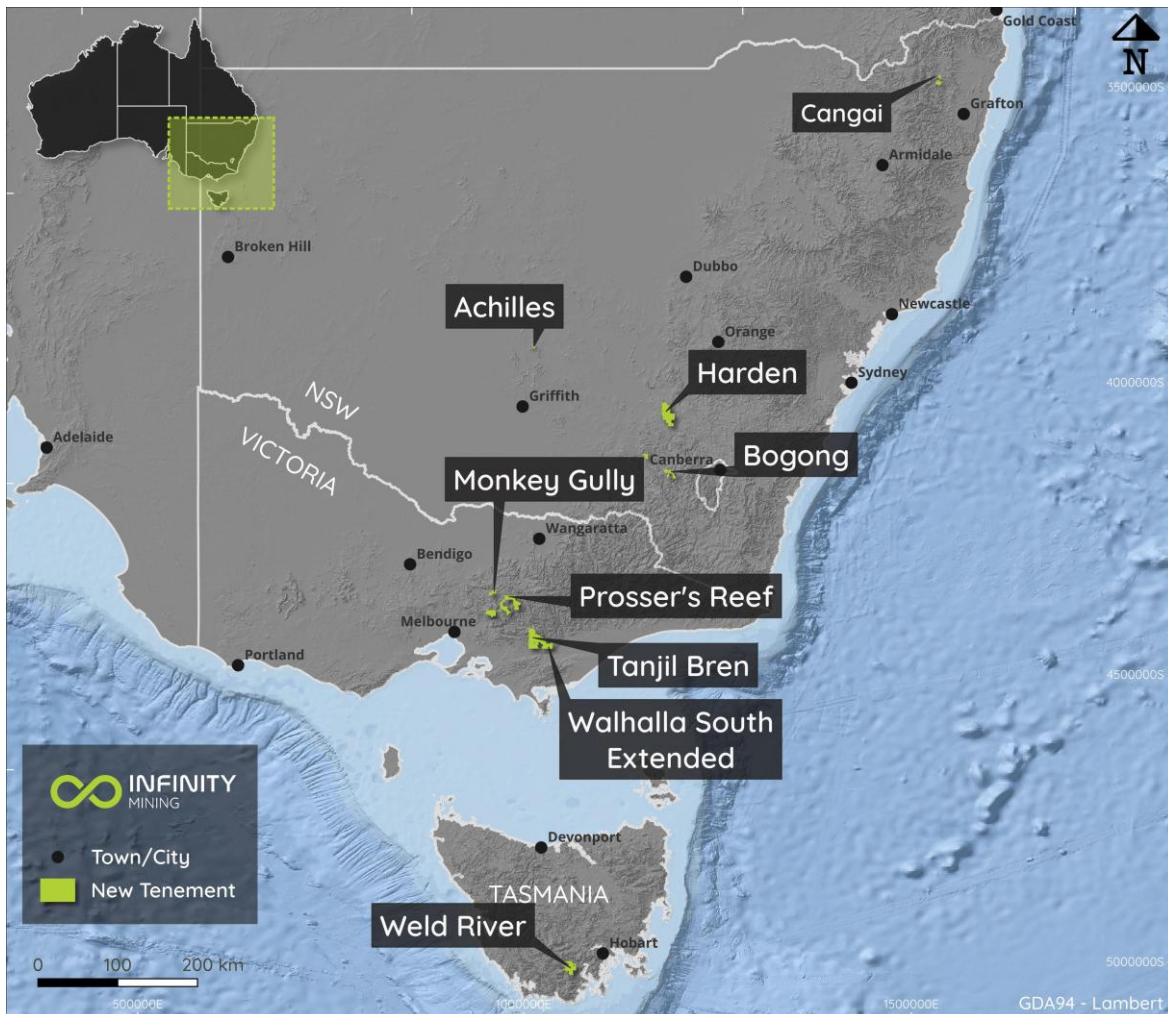 Gold Coast
N
3500000S
Cangai
Grafton
Armidale
Broken Hill
Dubbo
Achilles
Newcastle
Orange
Harden
Sydney
4000000S
NSW
Griffith
Adelaide
VICTORIA
Canberra
Bogong
Monkey Gully
Wangaratta
Bendigo
Prosser's Reef
Melbourne
Portland
Tanjil Bren
4500000S
Walhalla South
Extended
INFINITY
MINING
Town/City
New Tenement
Devonport
TASMANIA
Weld River
Hobart
0 100 200 km
5000000S
500000E
1000000E
1500000E
GDA94 - Lambert